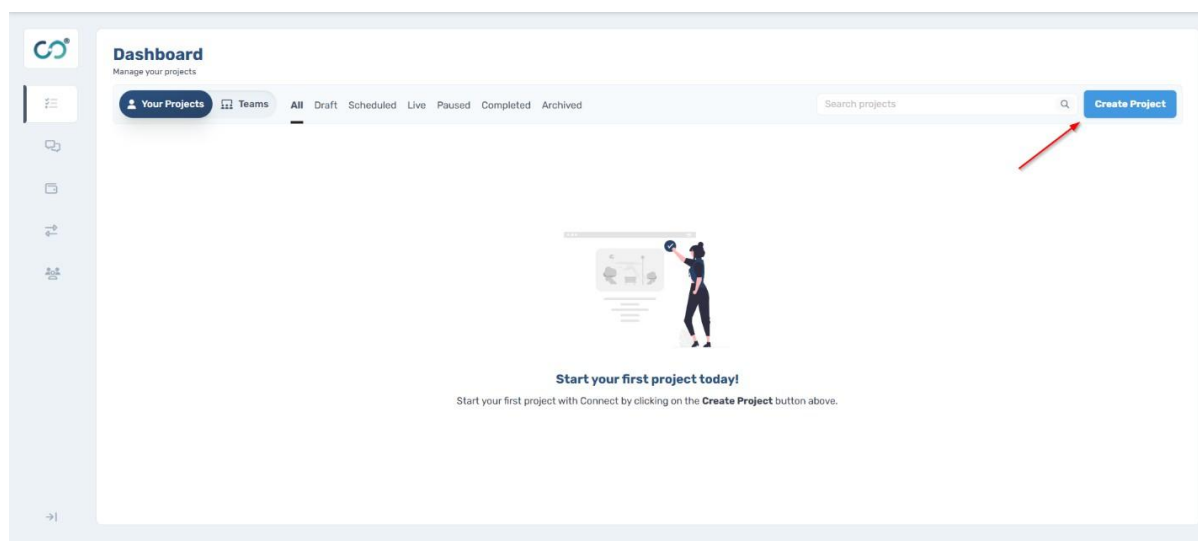 CO®
Dashboard
Manage your projects
Your Projects Teams All Draft Scheduled Live Paused Completed Archived Search projects Create Project
Start your first project today!
Start your first project with Connect by clicking on the Create Project button above.